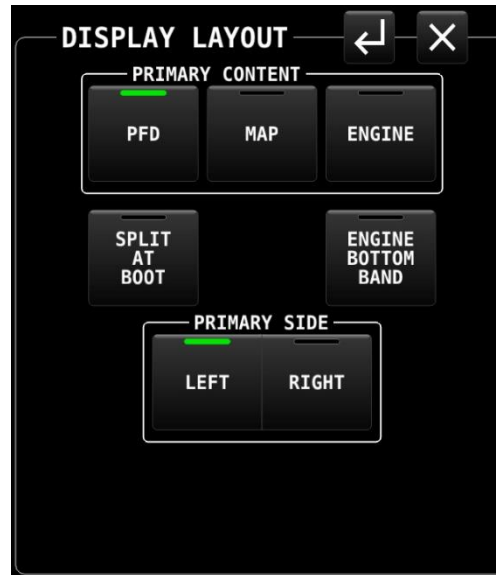 DISPLAY LAYOUT
PRIMARY CONTENT
PFD
MAP
ENGINE
SPLIT
AT
BOOT
ENGINE
BOTTOM
BAND
PRIMARY SIDE
LEFT
RIGHT